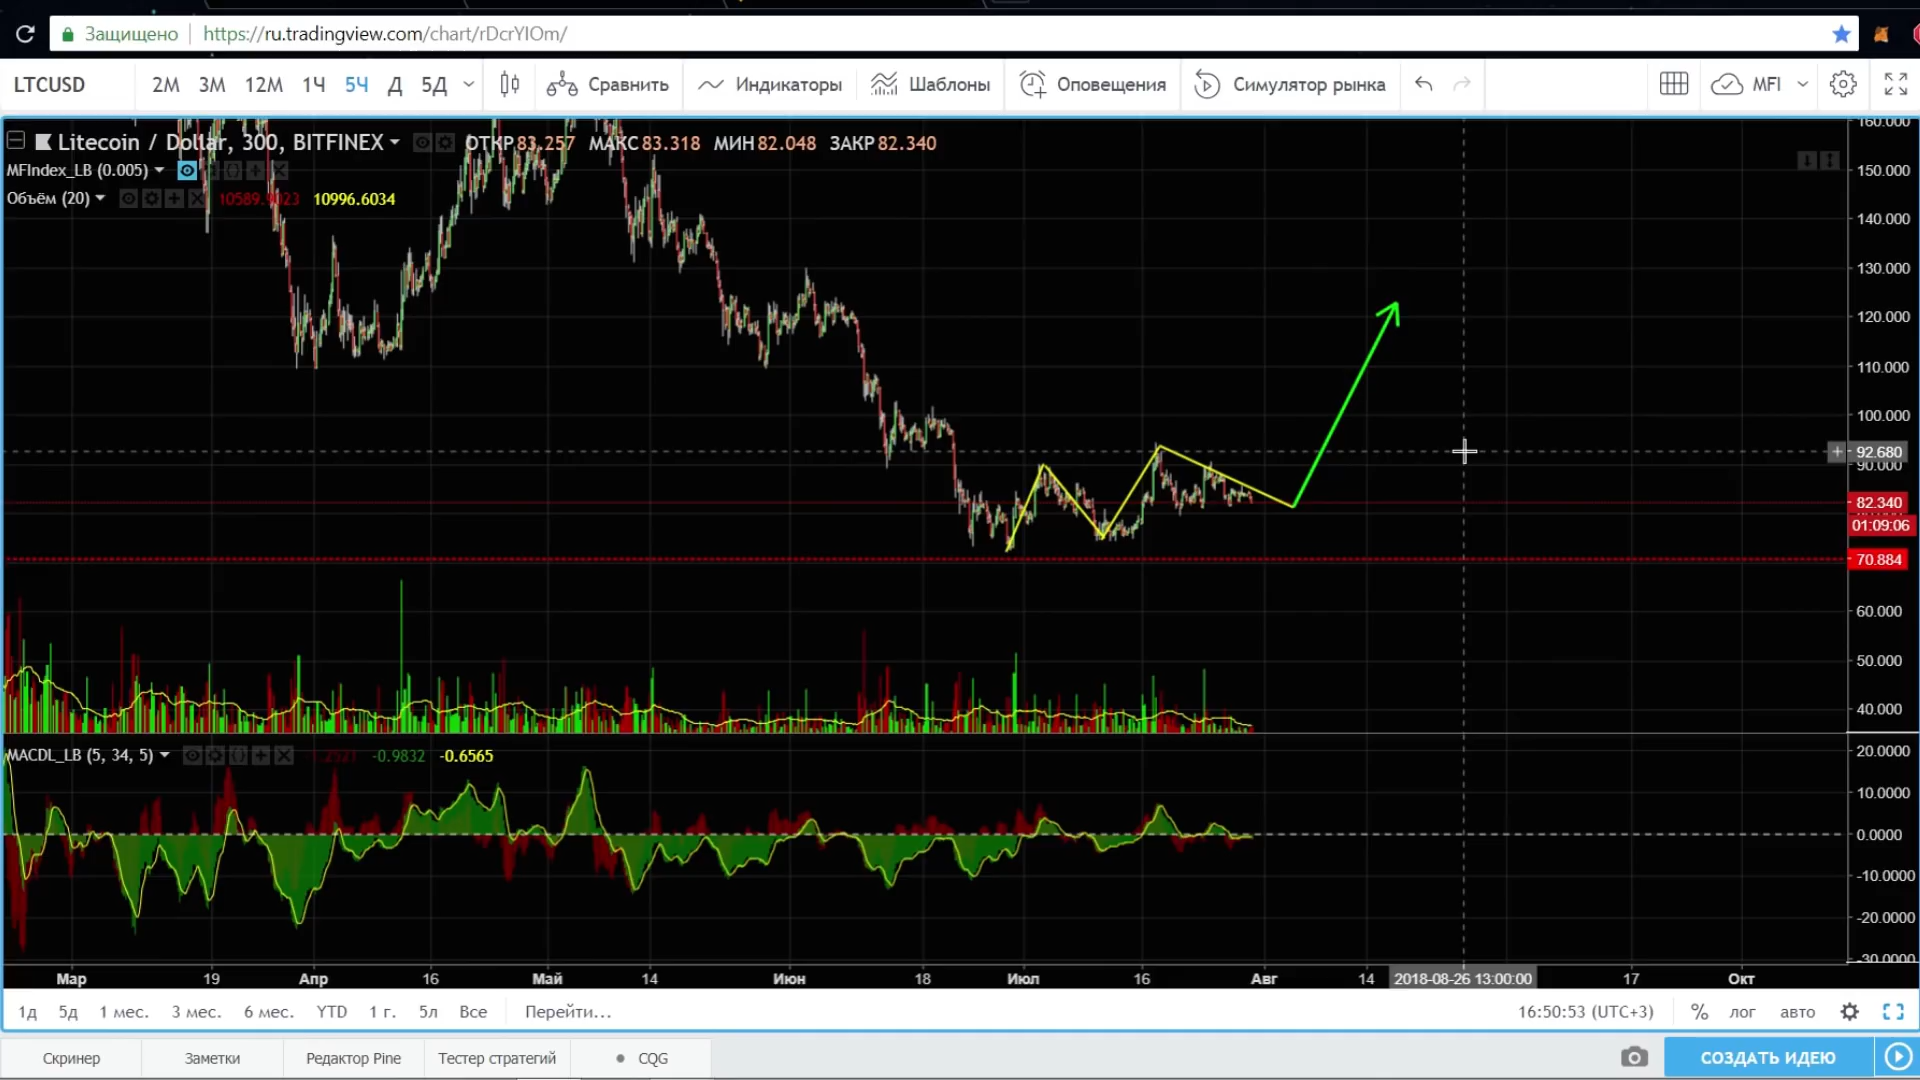 Защищено https://ru.tradingview.com/chart/rDcrYIOm/
LTCUSD 2М 3М 12М 1Ч 5Ч Д 5Д Сравнить Индикаторы Шаблоны Оповещения Симулятор рынка MFI
Litecoin / Dollar, 300, BITFINEX ОТКР 83.257 МАКС 83.318 МИН 82.048 ЗАКР 82.340
MFIndex_LB (0.005)
Объём (20) 10996.6034
160.000
150.000
140.000
130.000
120.000
110.000
100.000
92.680
90.000
82.340
01:09:06
70.884
60.000
50.000
40.000
MACDL_LB (5, 34, 5) -0.9832 -0.6565
20.0000
10.0000
0.0000
-10.0000
-20.0000
-30.0000
Мар 19 Апр 16 Май 14 Июн 18 Июл 16 Авг 14 2018-08-26 13:00:00 17 Окт
1д 5д 1 мес. 3 мес. 6 мес. YTD 1 г. 5л Все Перейти... 16:50:53 (UTC+3) % лог авто
Скринер Заметки Редактор Pine Тестер стратегий CQG СОЗДАТЬ ИДЕЮ